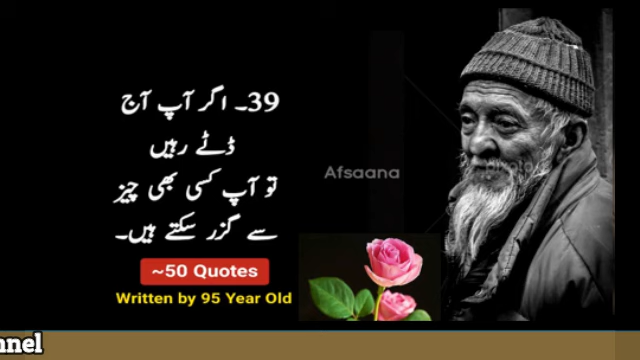 39۔ اگر آپ آج
ڈٹے رہیں
تو آپ کسی بھی چیز
سے گزر سکتے ہیں۔
Afsaana
~50 Quotes
Written by 95 Year Old
nnel